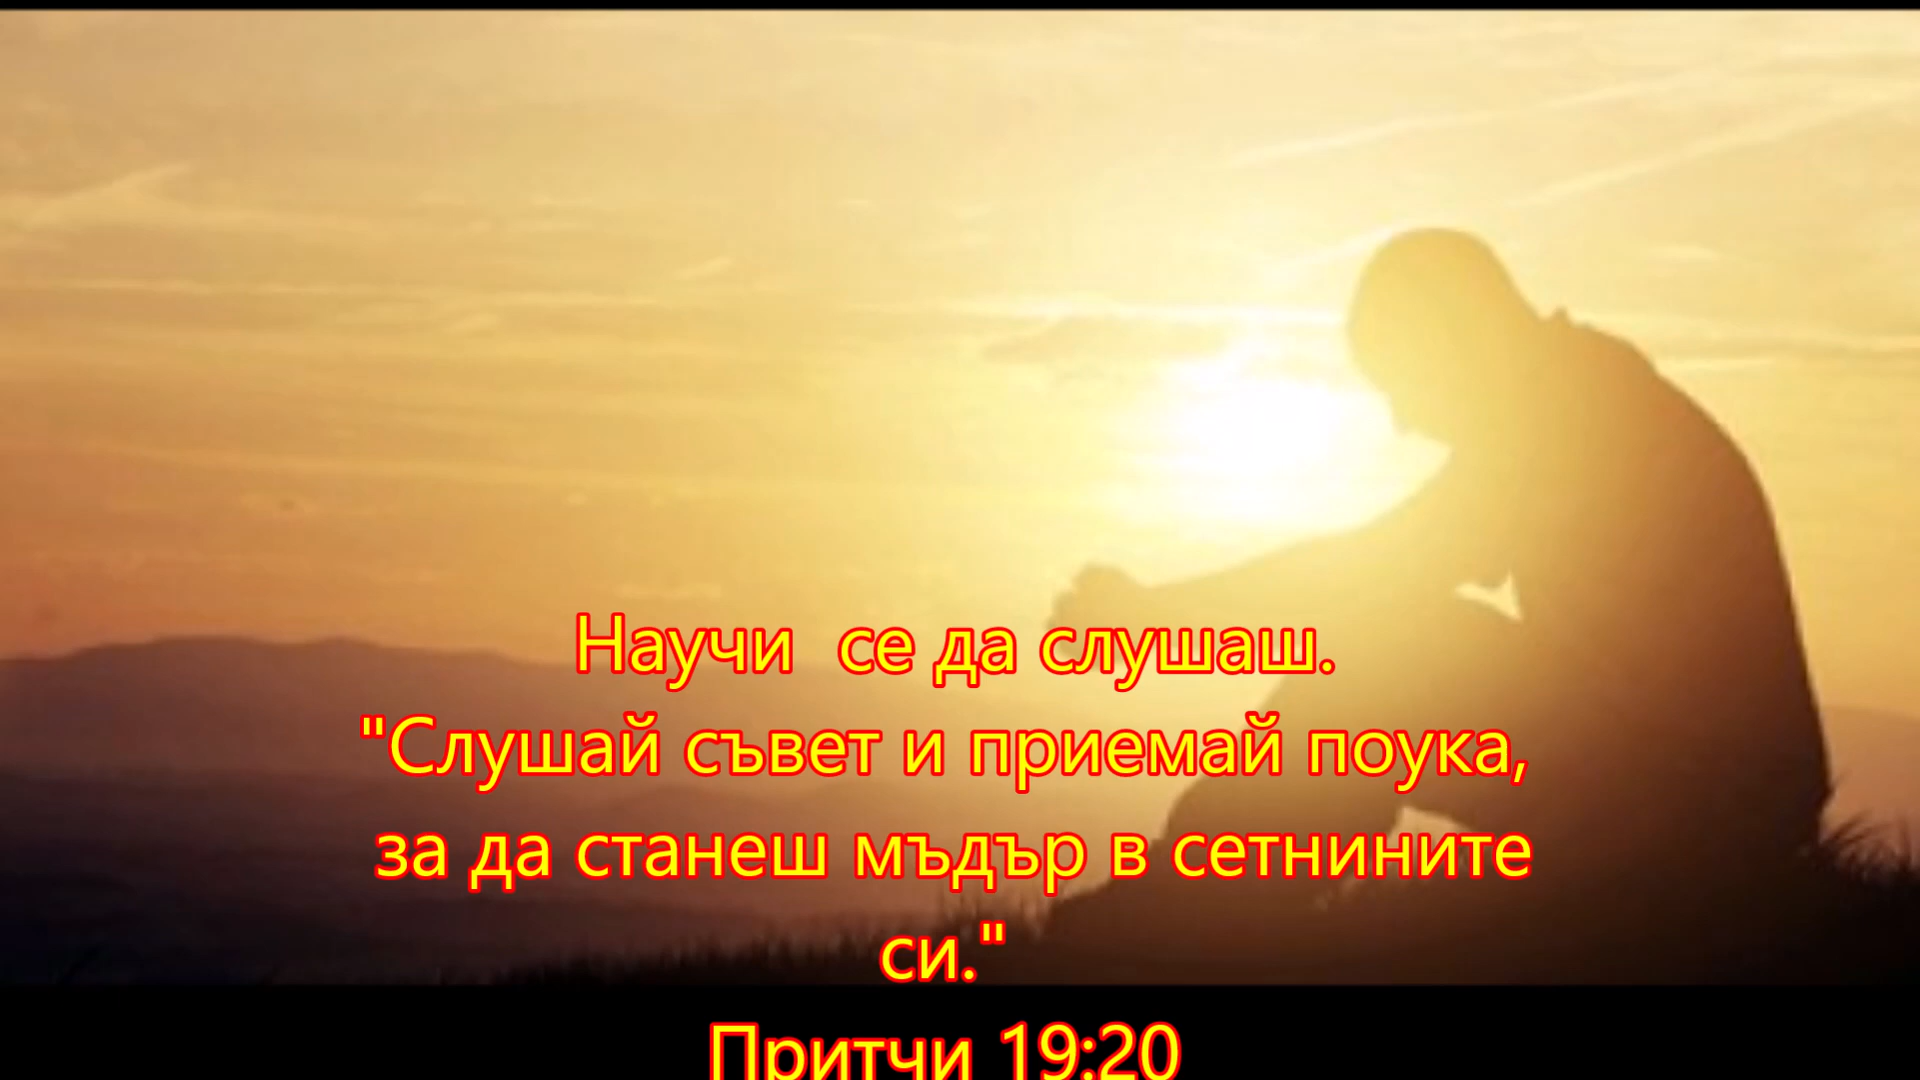 Научи се да слушаш.
"Слушай съвет и приемай поука,
за да станеш мъдър в сетнините
си."
Притчи 19:20